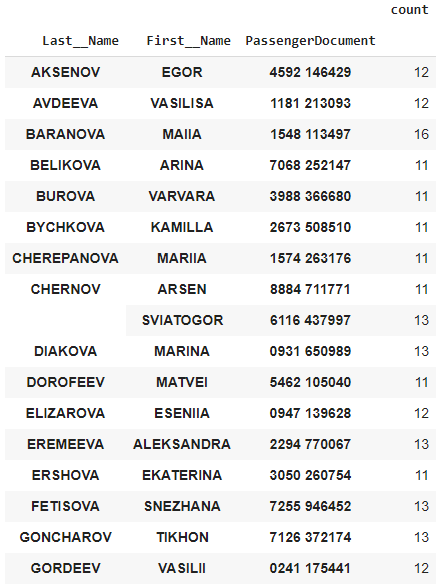 count
Last__Name First__Name PassengerDocument
AKSENOV EGOR 4592 146429 12
AVDEEVA VASILISA 1181 213093 12
BARANOVA MAIIA 1548 113497 16
BELIKOVA ARINA 7068 252147 11
BUROVA VARVARA 3988 366680 11
BYCHKOVA KAMILLA 2673 508510 11
CHEREPANOVA MARIIA 1574 263176 11
CHERNOV ARSEN 8884 711771 11
SVIATOGOR 6116 437997 13
DIAKOVA MARINA 0931 650989 13
DOROFEEV MATVEI 5462 105040 11
ELIZAROVA ESENIIA 0947 139628 12
EREMEEVA ALEKSANDRA 2294 770067 13
ERSHOVA EKATERINA 3050 260754 11
FETISOVA SNEZHANA 7255 946452 13
GONCHAROV TIKHON 7126 372174 13
GORDEEV VASILII 0241 175441 12